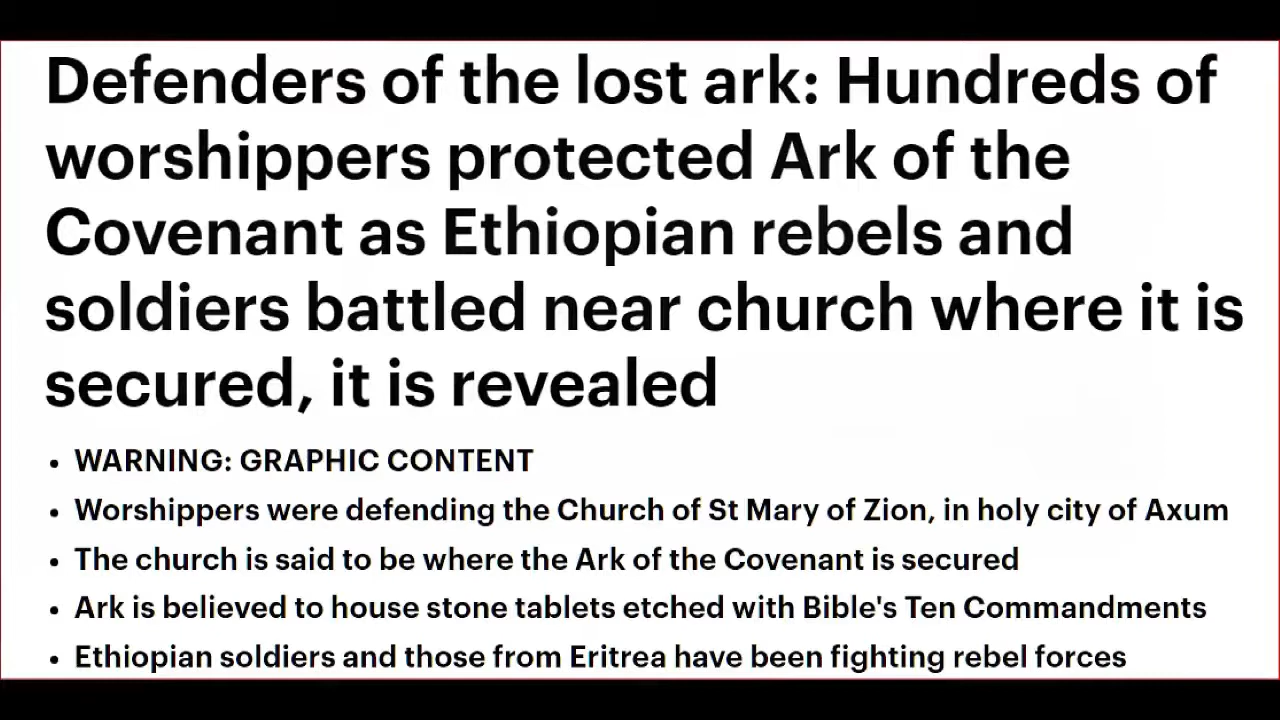 Defenders of the lost ark: Hundreds of
worshippers protected Ark of the
Covenant as Ethiopian rebels and
soldiers battled near church where it is
secured, it is revealed
• WARNING: GRAPHIC CONTENT
• Worshippers were defending the Church of St Mary of Zion, in holy city of Axum
• The church is said to be where the Ark of the Covenant is secured
• Ark is believed to house stone tablets etched with Bible's Ten Commandments
• Ethiopian soldiers and those from Eritrea have been fighting rebel forces